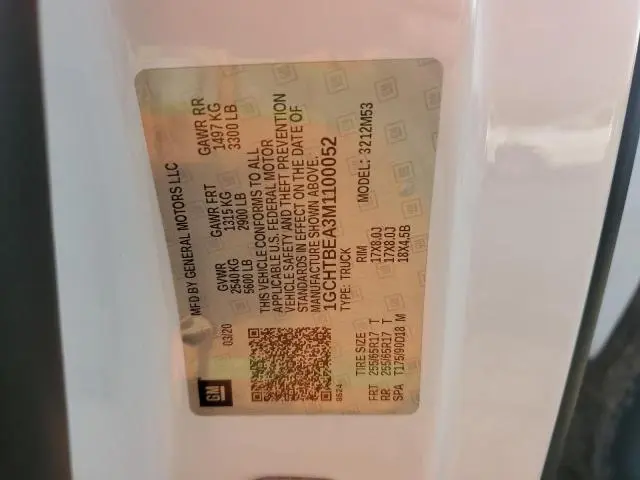 MFD BY GENERAL MOTORS LLC
03/20
GVWR GAWR FRT GAWR RR
2540 KG 1315 KG 1497 KG
5600 LB 2900 LB 3300 LB
THIS VEHICLE CONFORMS TO ALL
APPLICABLE U.S. FEDERAL MOTOR
VEHICLE SAFETY AND THEFT PREVENTION
STANDARDS IN EFFECT ON THE DATE OF
MANUFACTURE SHOWN ABOVE.
1GCHTBEA3M1100052
TYPE: TRUCK MODEL: 3212M53
GM
8624
TIRE SIZE RIM
FRT 255/65R17 T 17X8.0J
RR 255/65R17 T 17X8.0J
SPA T175/90D18 M 18X4.5B